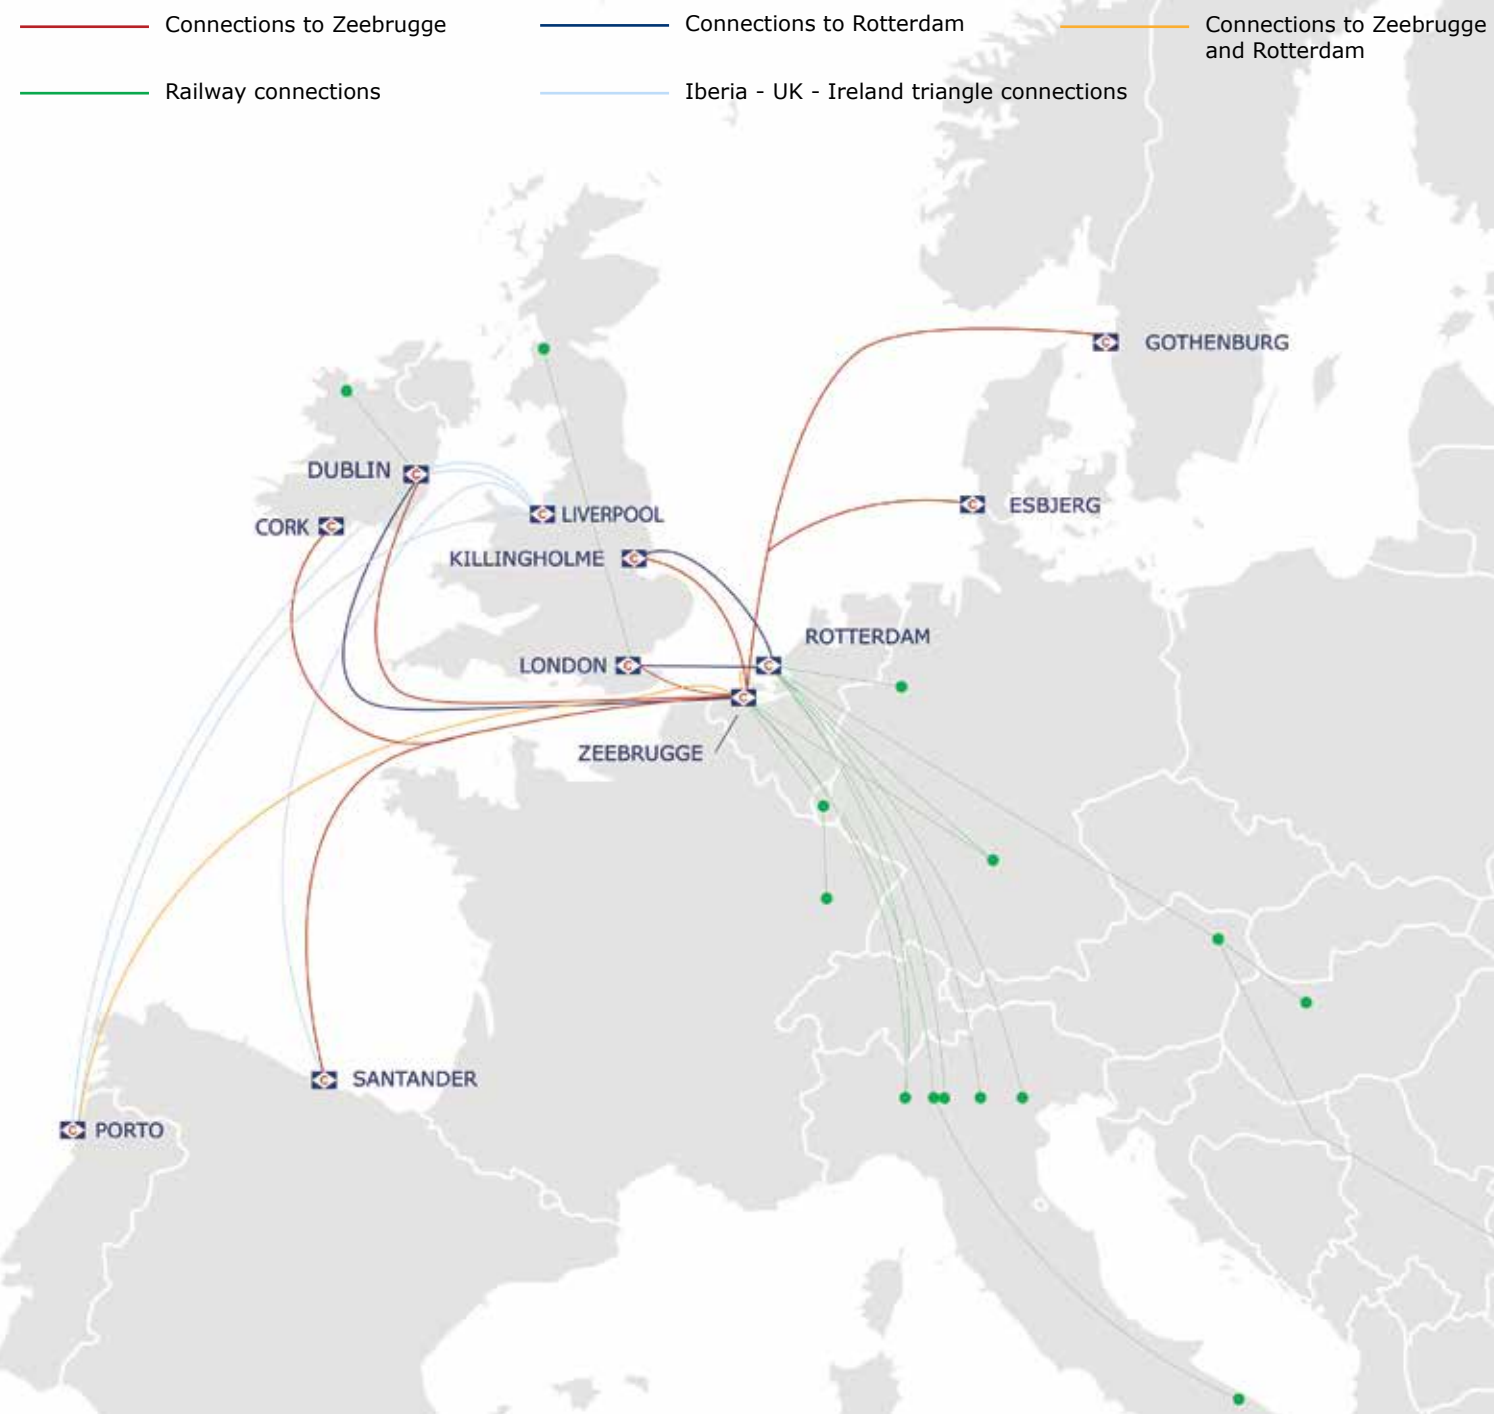 Connections to Zeebrugge
Connections to Rotterdam
Connections to Zeebrugge
and Rotterdam
Railway connections
Iberia - UK - Ireland triangle connections
GOTHENBURG
DUBLIN
ESBJERG
LIVERPOOL
CORK
KILLINGHOLME
ROTTERDAM
LONDON
ZEEBRUGGE
SANTANDER
PORTO